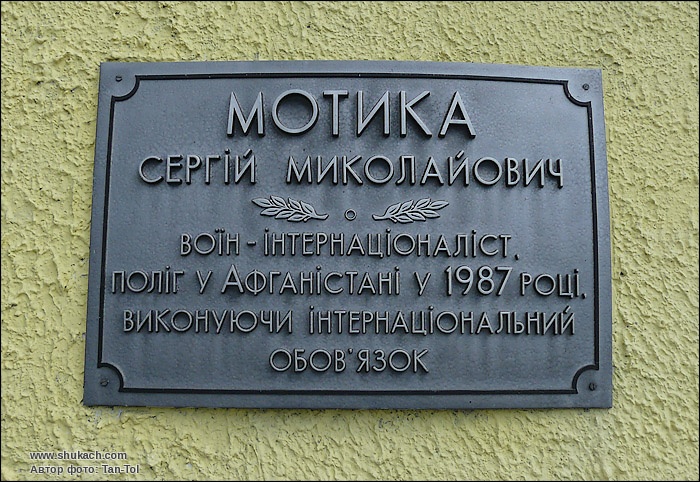 МОТИКА
СЕРГІЙ МИКОЛАЙОВИЧ
ВОЇН - ІНТЕРНАЦІОНАЛІСТ.
ПОЛІГ У АФГАНІСТАНІ У 1987 РОЦІ,
ВИКОНУЮЧИ ІНТЕРНАЦІОНАЛЬНИЙ
ОБОВ'ЯЗОК
www.shukach.com
Автор фото: Tan-Tol